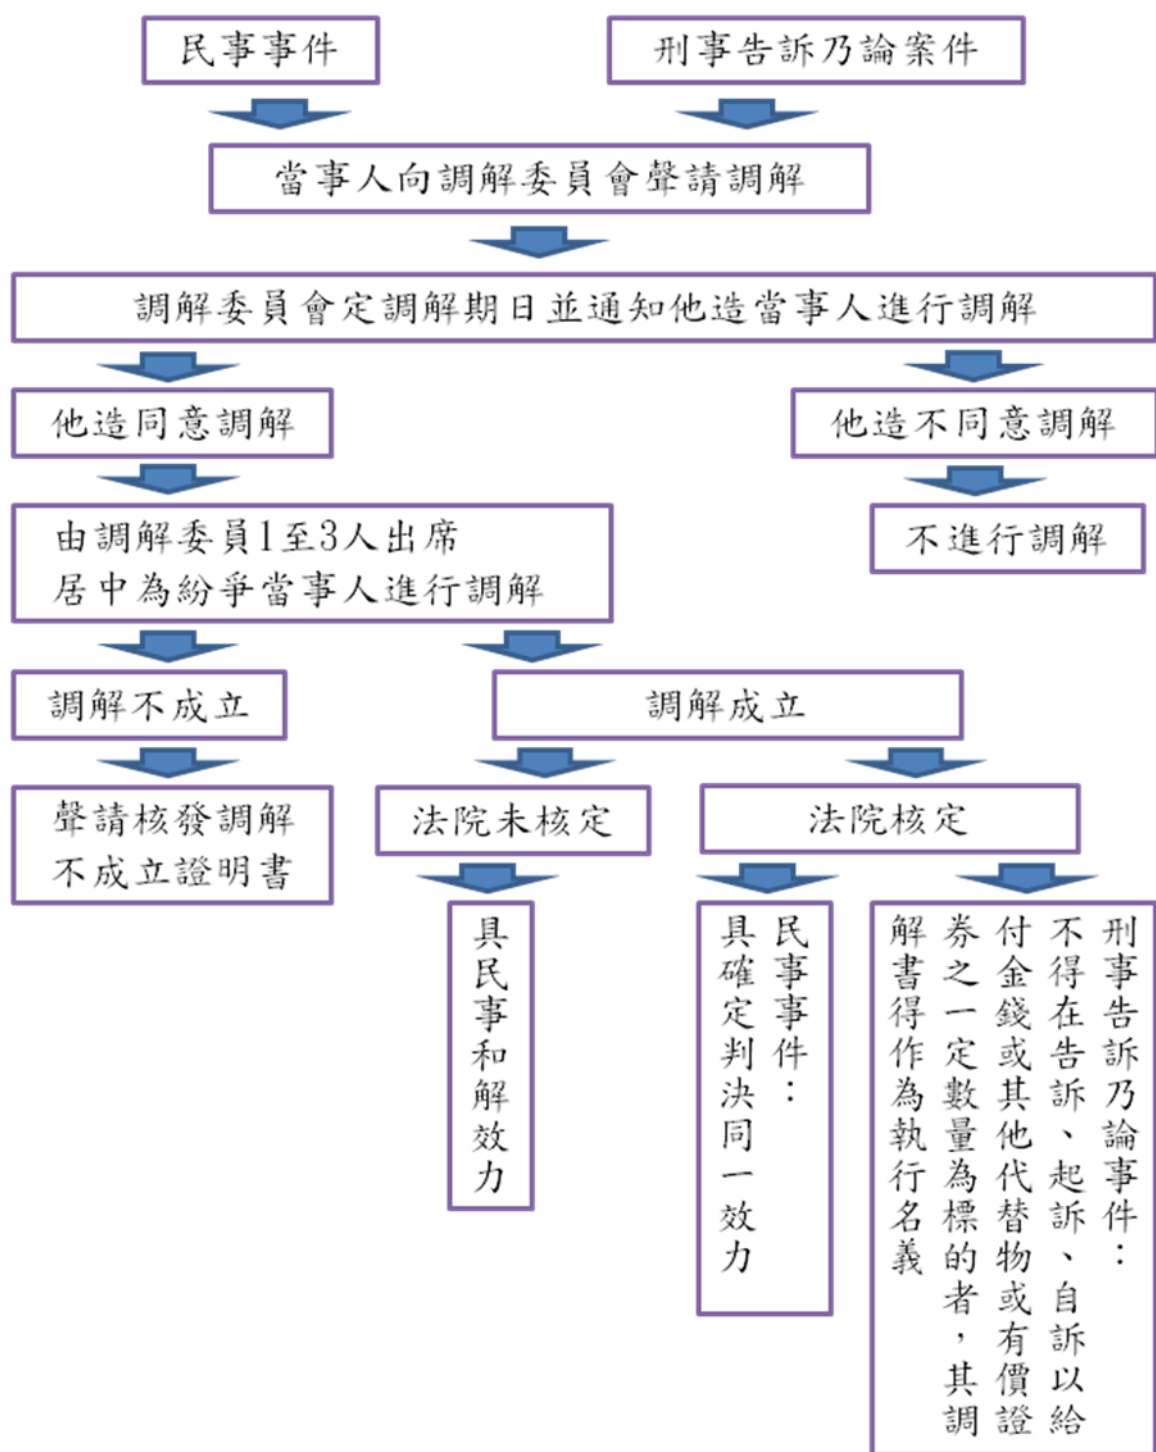 民事事件
刑事告訴乃論案件
當事人向調解委員會聲請調解
調解委員會定調解期日並通知他造當事人進行調解
他造同意調解
他造不同意調解
由調解委員1至3人出席
居中為紛爭當事人進行調解
不進行調解
調解不成立
調解成立
聲請核發調解
不成立證明書
法院未核定
法院核定
具民事和解效力
民事事件：
具確定判決同一效力
刑事告訴乃論事件：
不得在告訴、起訴、自訴以給
付金錢或其他代替物或有價證
券之一定數量為標的者，其調
解書得作為執行名義